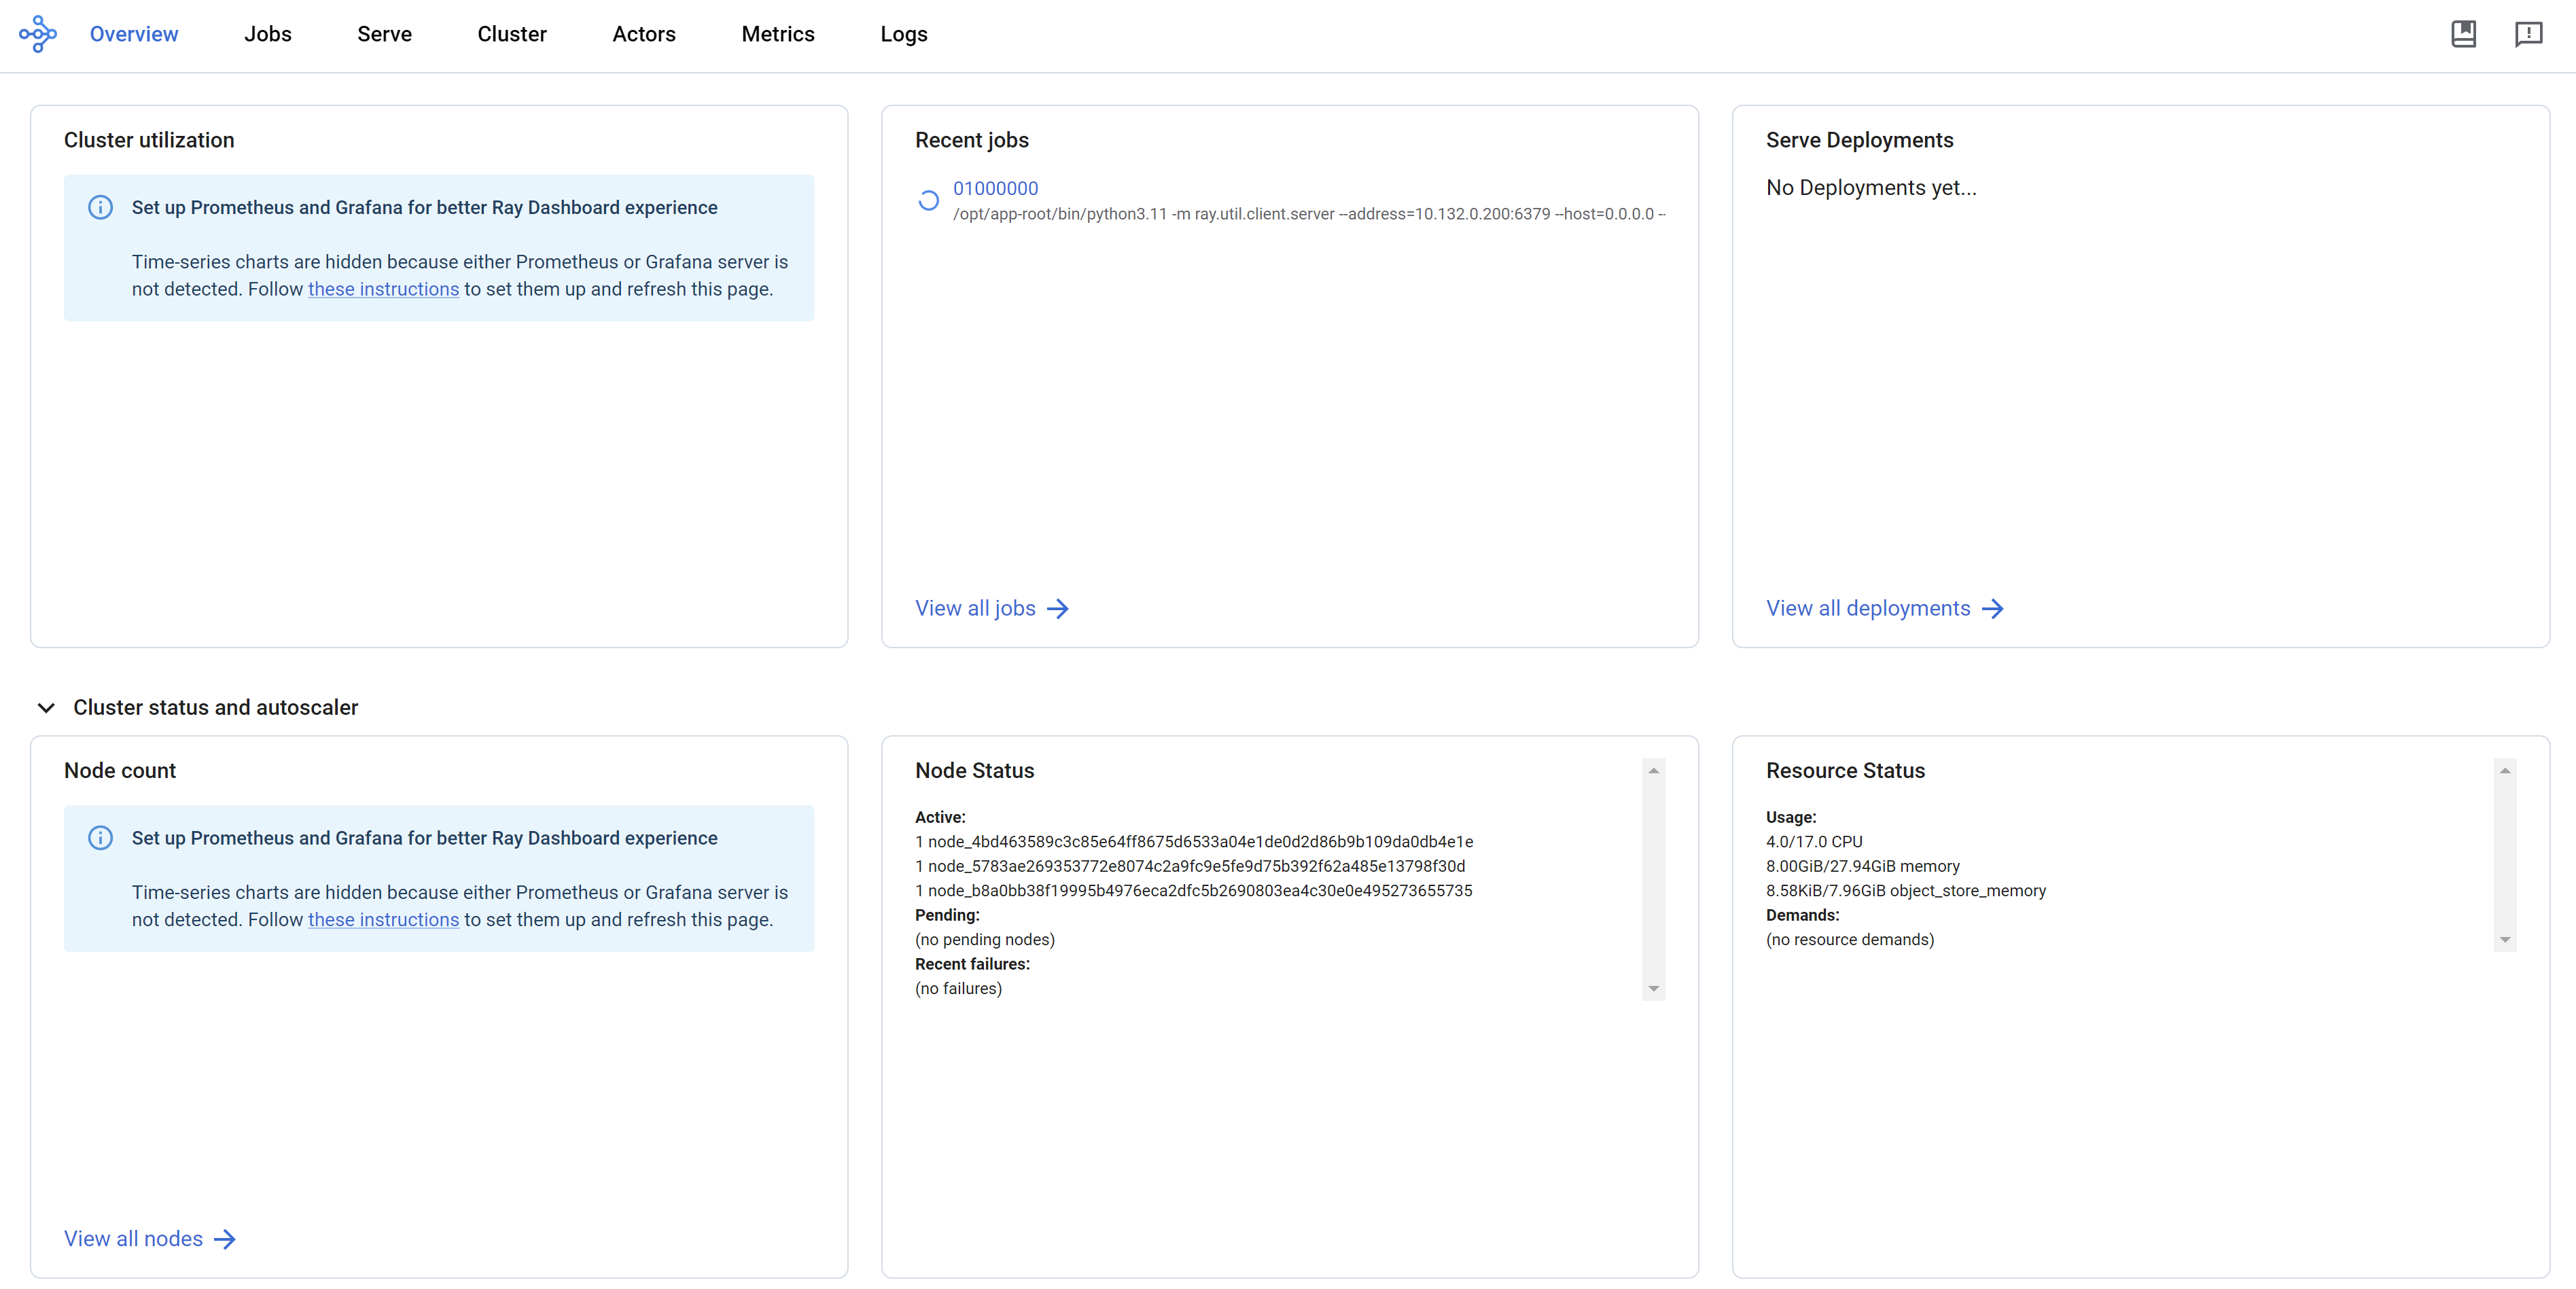 Overview Jobs Serve Cluster Actors Metrics Logs
Cluster utilization
Set up Prometheus and Grafana for better Ray Dashboard experience
Time-series charts are hidden because either Prometheus or Grafana server is
not detected. Follow these instructions to set them up and refresh this page.
Recent jobs
01000000
/opt/app-root/bin/python3.11 -m ray.util.client.server --address=10.132.0.200:6379 --host=0.0.0.0 --
View all jobs
Serve Deployments
No Deployments yet...
View all deployments
Cluster status and autoscaler
Node count
Set up Prometheus and Grafana for better Ray Dashboard experience
Time-series charts are hidden because either Prometheus or Grafana server is
not detected. Follow these instructions to set them up and refresh this page.
View all nodes
Node Status
Active:
1 node_4bd463589c3c85e64ff8675d6533a04e1de0d2d86b9b109da0db4e1e
1 node_5783ae269353772e8074c2a9fc9e5fe9d75b392f62a485e13798f30d
1 node_b8a0bb38f19995b4976eca2dfc5b2690803ea4c30e0e495273655735
Pending:
(no pending nodes)
Recent failures:
(no failures)
Resource Status
Usage:
4.0/17.0 CPU
8.00GiB/27.94GiB memory
8.58KiB/7.96GiB object_store_memory
Demands:
(no resource demands)